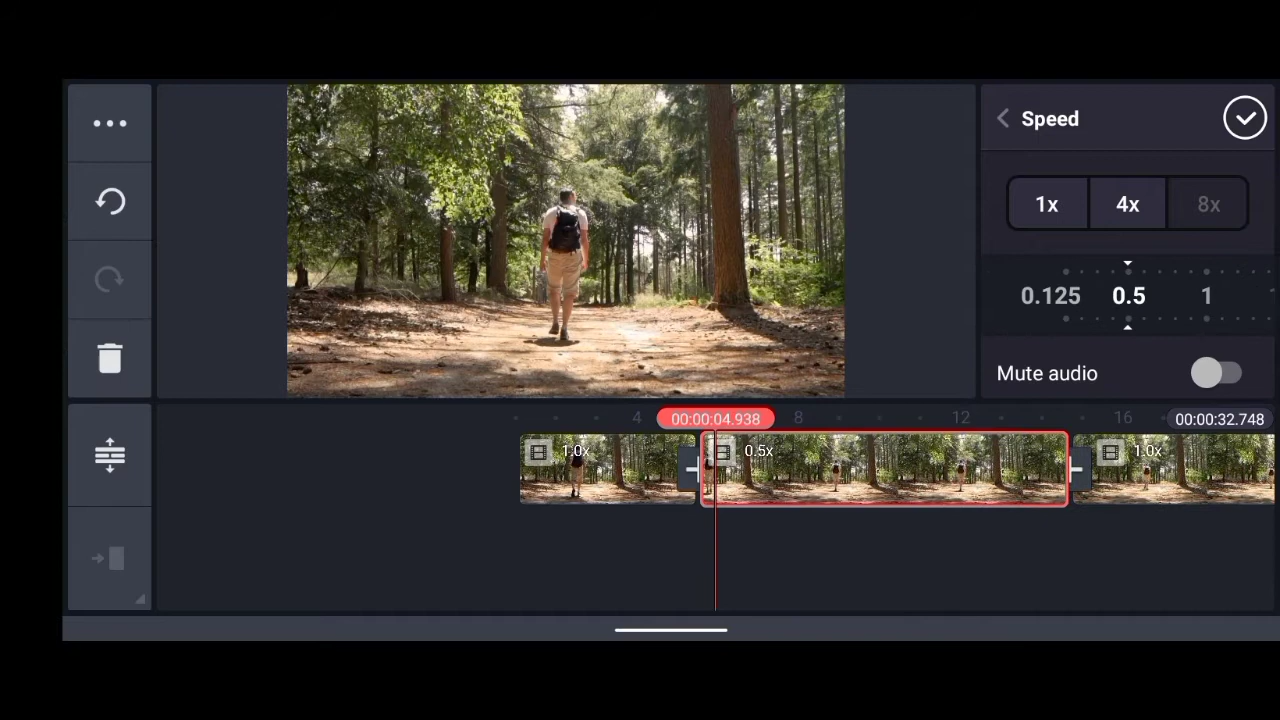 Speed
1x 4x 8x
0.125 0.5 1
Mute audio
4 00:00:04.938 8 12 16 00:00:32.748
1.0x 0.5x 1.0x